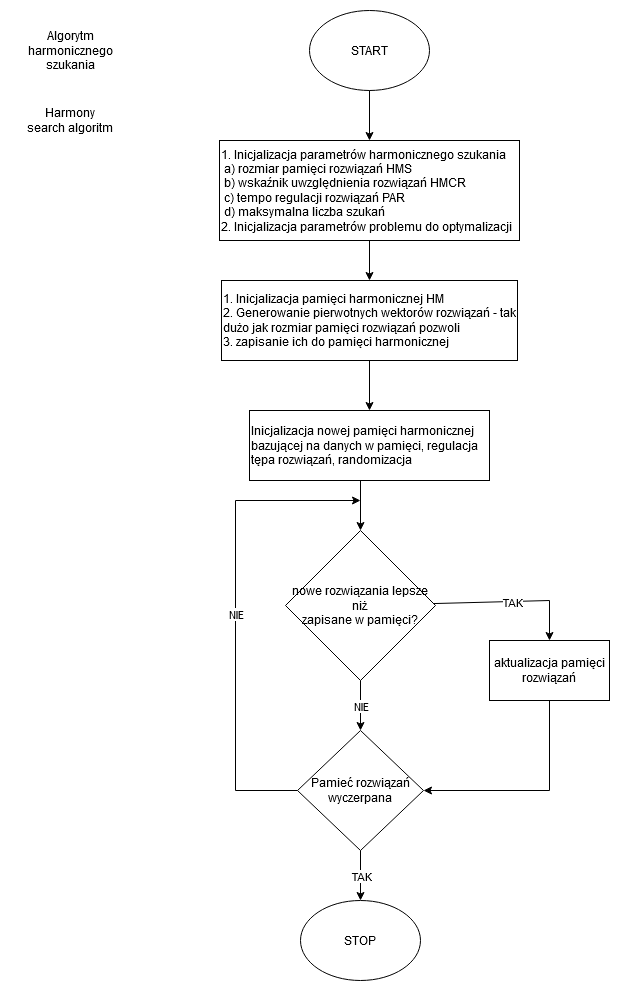 Algorytm
harmonicznego
szukania
Harmony
search algoritm
START
1. Inicjalizacja parametrów harmonicznego szukania
a) rozmiar pamięci rozwiązań HMS
b) wskaźnik uwzględnienia rozwiązań HMCR
c) tempo regulacji rozwiązań PAR
d) maksymalna liczba szukań
2. Inicjalizacja parametrów problemu do optymalizacji
1. Inicjalizacja pamięci harmonicznej HM
2. Generowanie pierwotnych wektorów rozwiązań - tak
dużo jak rozmiar pamięci rozwiązań pozwoli
3. zapisanie ich do pamięci harmonicznej
Inicjalizacja nowej pamięci harmonicznej
bazującej na danych w pamięci, regulacja
tępa rozwiązań, randomizacja
nowe rozwiązania lepsze
niż
zapisane w pamięci?
TAK
NIE
aktualizacja pamięci
rozwiązań
NIE
Pamieć rozwiązań
wyczerpana
TAK
STOP